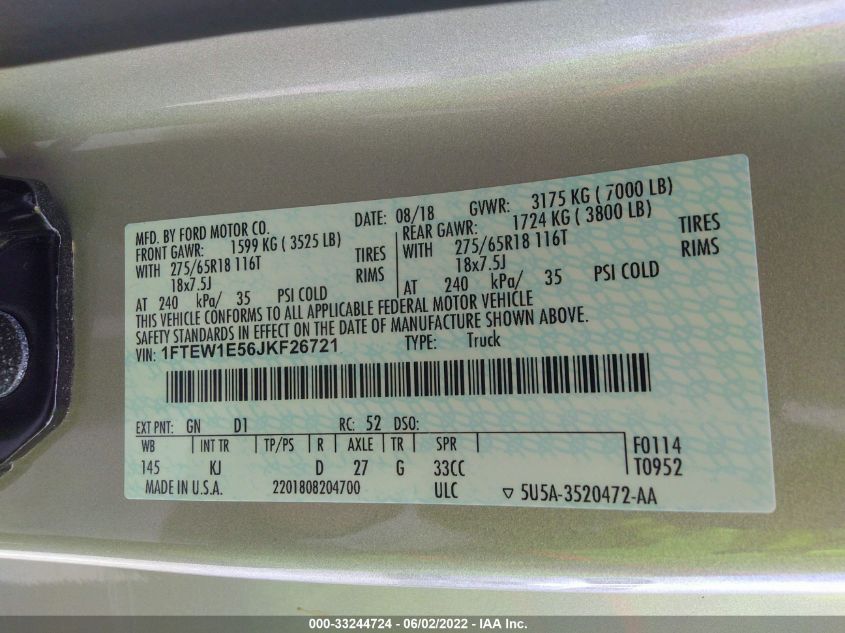 MFD. BY FORD MOTOR CO.
DATE: 08/18 GVWR: 3175 KG ( 7000 LB)
FRONT GAWR: 1599 KG ( 3525 LB)
WITH 275/65R18 116T TIRES
18x7.5J RIMS
AT 240 kPa/ 35 PSI COLD
REAR GAWR: 1724 KG ( 3800 LB)
WITH 275/65R18 116T TIRES
18x7.5J RIMS
AT 240 kPa/ 35 PSI COLD
THIS VEHICLE CONFORMS TO ALL APPLICABLE FEDERAL MOTOR VEHICLE
SAFETY STANDARDS IN EFFECT ON THE DATE OF MANUFACTURE SHOWN ABOVE.
VIN: 1FTEW1E56JKF26721 TYPE: Truck
EXT PNT: GN D1 RC: 52 DSO:
WB INT TR TP/PS R AXLE TR SPR F0114
145 KJ D 27 G 33CC T0952
MADE IN U.S.A. 2201808204700 ULC ▽ 5U5A-3520472-AA
000-33244724 - 06/02/2022 - IAA Inc.